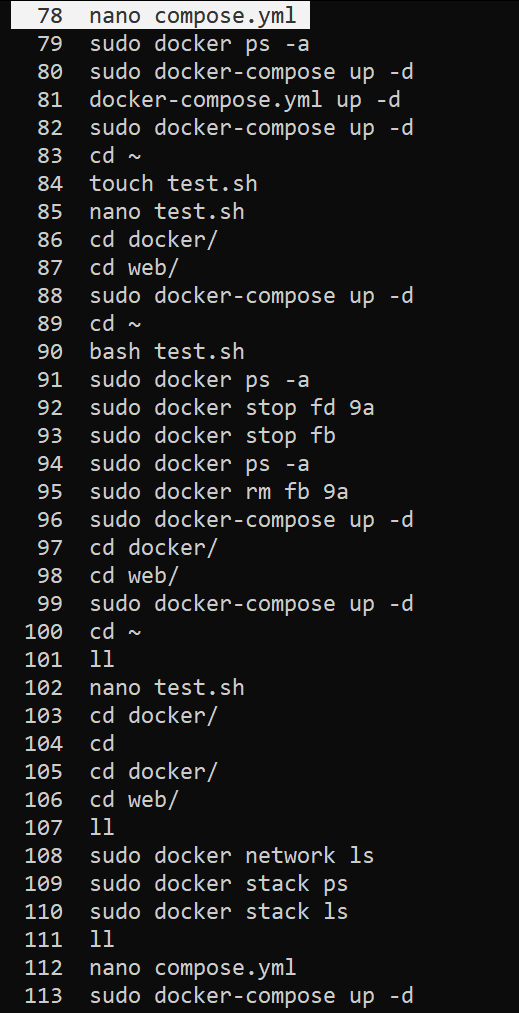 78 nano compose.yml
79 sudo docker ps -a
80 sudo docker-compose up -d
81 docker-compose.yml up -d
82 sudo docker-compose up -d
83 cd ~
84 touch test.sh
85 nano test.sh
86 cd docker/
87 cd web/
88 sudo docker-compose up -d
89 cd ~
90 bash test.sh
91 sudo docker ps -a
92 sudo docker stop fd 9a
93 sudo docker stop fb
94 sudo docker ps -a
95 sudo docker rm fb 9a
96 sudo docker-compose up -d
97 cd docker/
98 cd web/
99 sudo docker-compose up -d
100 cd ~
101 ll
102 nano test.sh
103 cd docker/
104 cd
105 cd docker/
106 cd web/
107 ll
108 sudo docker network ls
109 sudo docker stack ps
110 sudo docker stack ls
111 ll
112 nano compose.yml
113 sudo docker-compose up -d